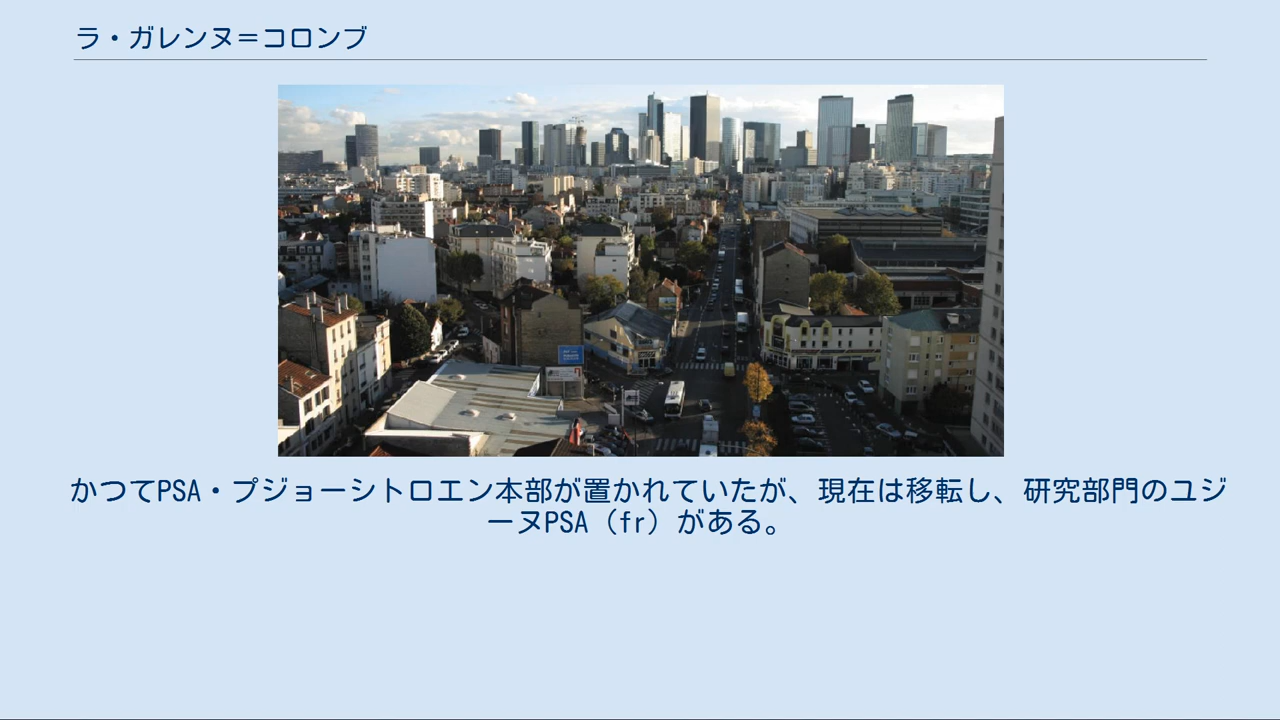 ラ・ガレンヌ＝コロンブ
かつてPSA・プジョーシトロエン本部が置かれていたが、現在は移転し、研究部門のユジ
ーヌPSA（fr）がある。